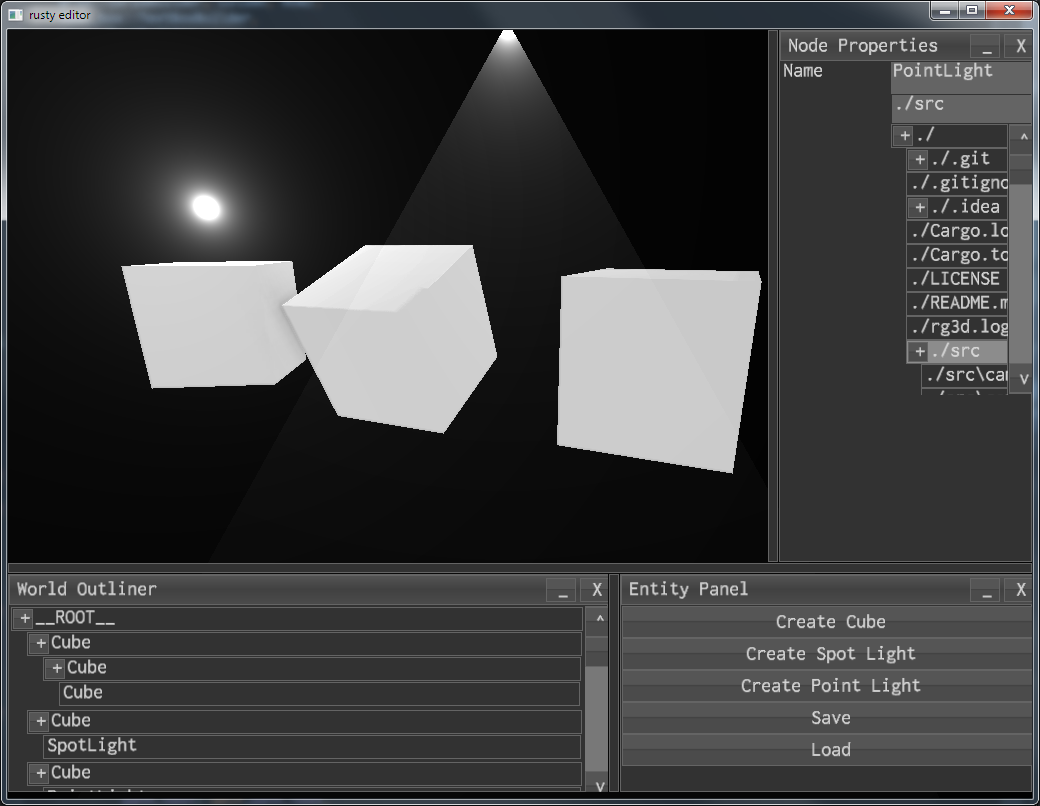 rusty editor
Node Properties _ X
Name PointLight
./src
+ ./
+ ./.git
./.gitigno
+ ./.idea
./Cargo.lo
./Cargo.to
./LICENSE
./README.m
./rg3d.log
+ ./src
./src\ca
World Outliner _ X
+ __ROOT__
+ Cube
+ Cube
Cube
+ Cube
SpotLight
+ Cube
Entity Panel _ X
Create Cube
Create Spot Light
Create Point Light
Save
Load